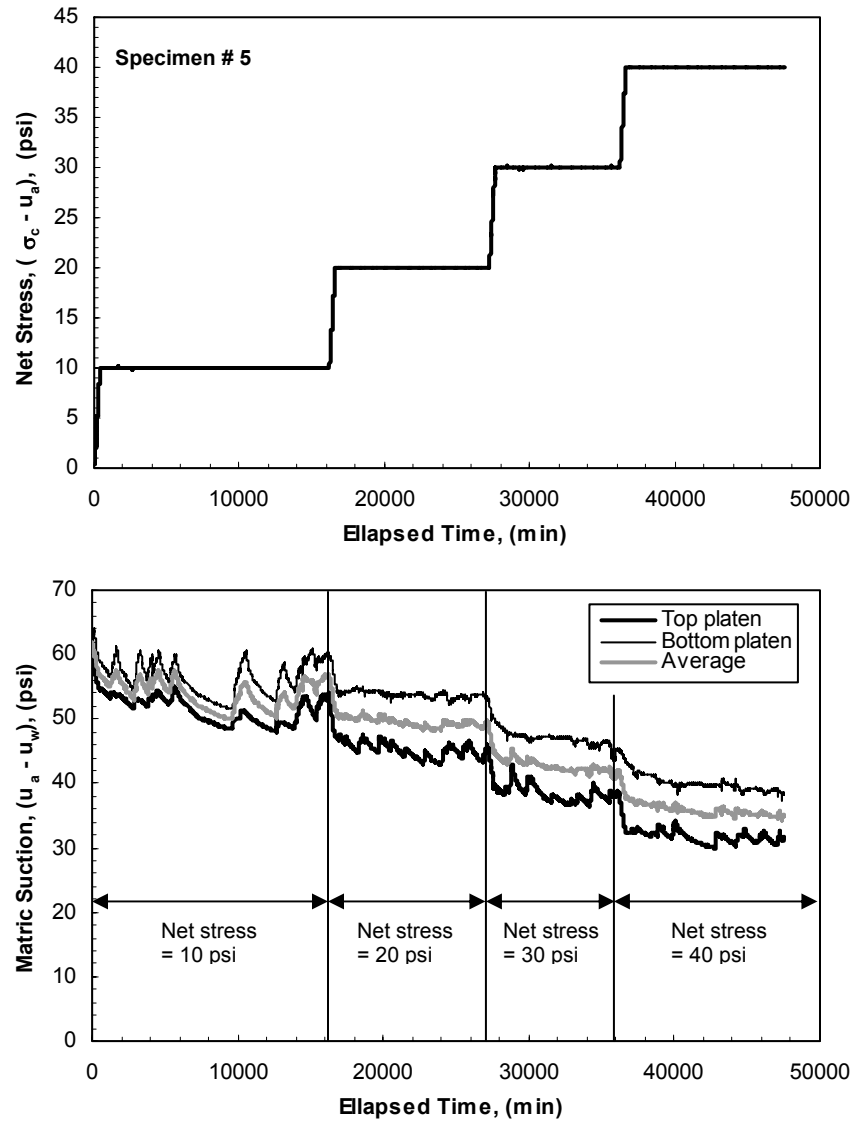 Specimen # 5
Net Stress, ( σc - ua), (psi)
45
40
35
30
25
20
15
10
5
0
0 10000 20000 30000 40000 50000
Ellapsed Time, (min)
Matric Suction, (ua - uw), (psi)
70
60
50
40
30
20
10
0
Top platen
Bottom platen
Average
Net stress
= 10 psi
Net stress
= 20 psi
Net stress
= 30 psi
Net stress
= 40 psi
0 10000 20000 30000 40000 50000
Ellapsed Time, (min)